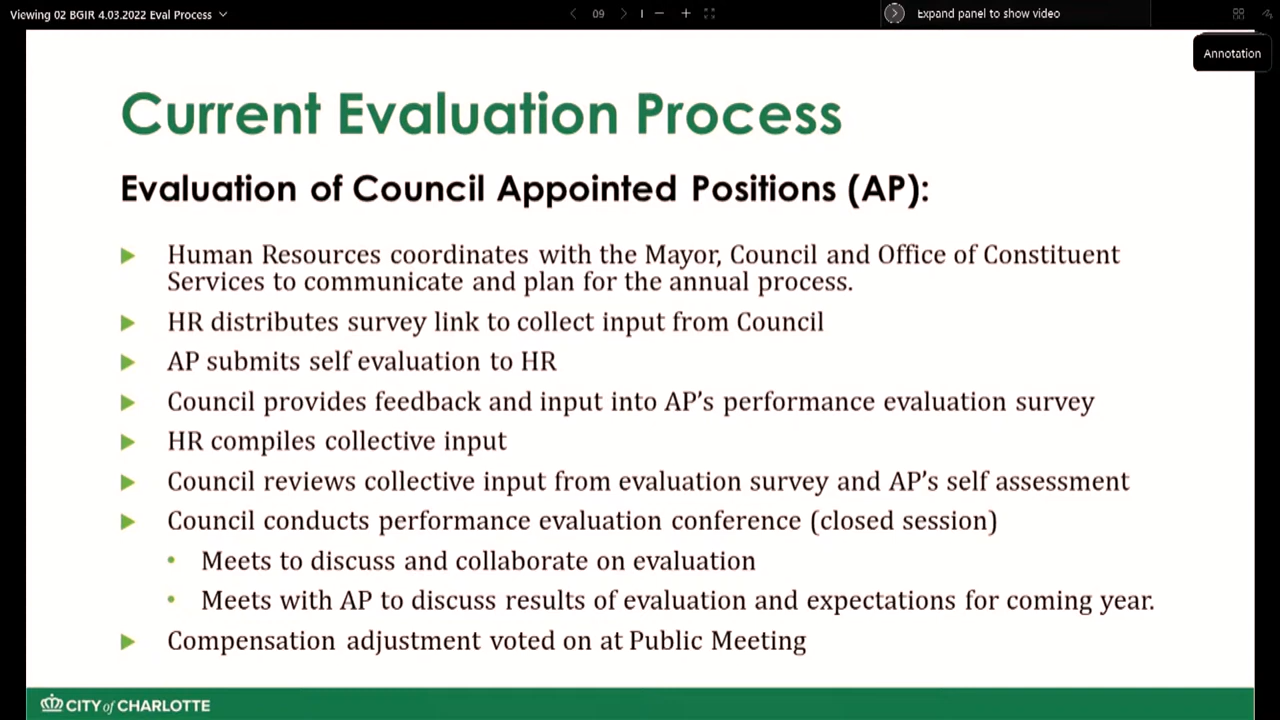 Viewing 02 BGIR 4.03.2022 Eval Process
09
Expand panel to show video
Annotation
Current Evaluation Process
Evaluation of Council Appointed Positions (AP):
Human Resources coordinates with the Mayor, Council and Office of Constituent
Services to communicate and plan for the annual process.
HR distributes survey link to collect input from Council
AP submits self evaluation to HR
Council provides feedback and input into AP’s performance evaluation survey
HR compiles collective input
Council reviews collective input from evaluation survey and AP’s self assessment
Council conducts performance evaluation conference (closed session)
Meets to discuss and collaborate on evaluation
Meets with AP to discuss results of evaluation and expectations for coming year.
Compensation adjustment voted on at Public Meeting
CITY of CHARLOTTE